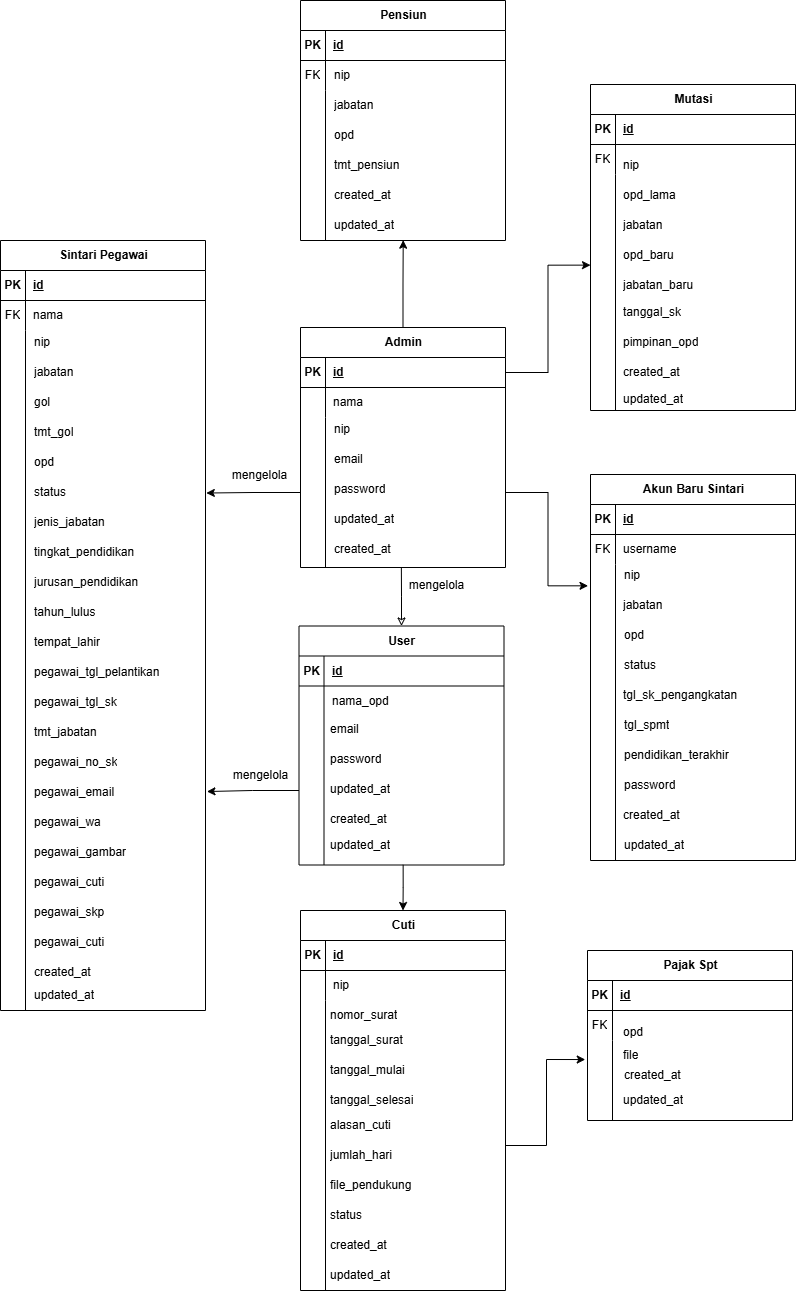 Pensiun
PK id
FK nip
jabatan
opd
tmt_pensiun
created_at
updated_at
Mutasi
PK id
FK nip
opd_lama
jabatan
opd_baru
jabatan_baru
tanggal_sk
pimpinan_opd
created_at
updated_at
Sintari Pegawai
PK id
FK nama
nip
jabatan
gol
tmt_gol
opd
status
jenis_jabatan
tingkat_pendidikan
jurusan_pendidikan
tahun_lulus
tempat_lahir
pegawai_tgl_pelantikan
pegawai_tgl_sk
tmt_jabatan
pegawai_no_sk
pegawai_email
pegawai_wa
pegawai_gambar
pegawai_cuti
pegawai_skp
pegawai_cuti
created_at
updated_at
Admin
PK id
nama
nip
email
password
updated_at
created_at
mengelola
mengelola
Akun Baru Sintari
PK id
FK username
nip
jabatan
opd
status
tgl_sk_pengangkatan
tgl_spmt
pendidikan_terakhir
password
created_at
updated_at
User
PK id
nama_opd
email
password
updated_at
created_at
updated_at
mengelola
Cuti
PK id
nip
nomor_surat
tanggal_surat
tanggal_mulai
tanggal_selesai
alasan_cuti
jumlah_hari
file_pendukung
status
created_at
updated_at
Pajak Spt
PK id
FK opd
file
created_at
updated_at